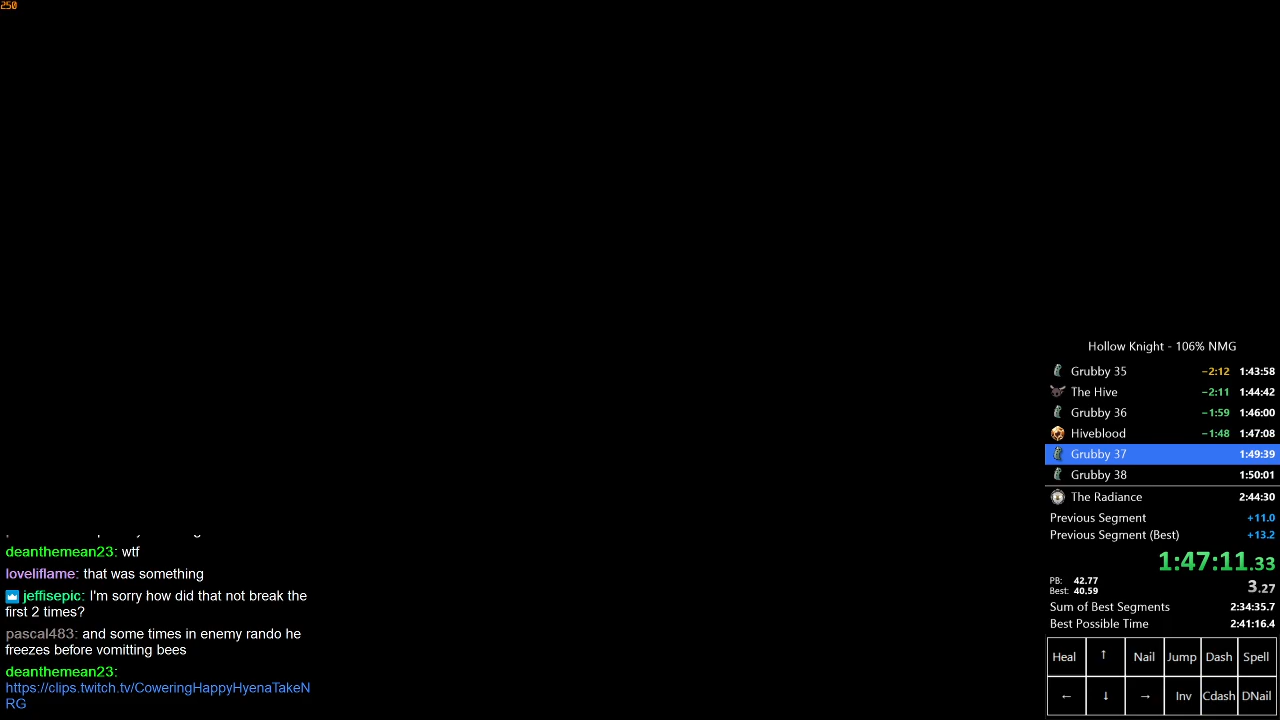 250
Hollow Knight - 106% NMG
Grubby 35 −2:12 1:43:58
The Hive −2:11 1:44:42
Grubby 36 −1:59 1:46:00
Hiveblood −1:48 1:47:08
Grubby 37 1:49:39
Grubby 38 1:50:01
The Radiance 2:44:30
Previous Segment +11.0
Previous Segment (Best) +13.2
1:47:11.33
PB: 42.77
Best: 40.59
3.27
Sum of Best Segments 2:34:35.7
Best Possible Time 2:41:16.4
Heal ↑ Nail Jump Dash Spell
← ↓ → Inv Cdash DNail
deanthemean23: wtf
loveliflame: that was something
jeffisepic: I'm sorry how did that not break the
first 2 times?
pascal483: and some times in enemy rando he
freezes before vomitting bees
deanthemean23:
https://clips.twitch.tv/CoweringHappyHyenaTakeN
RG